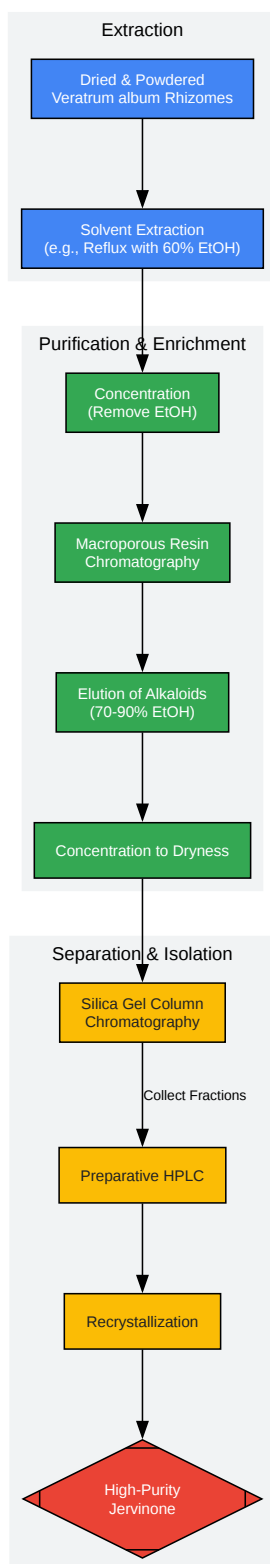 Extraction
Dried & Powdered
Veratrum album Rhizomes
Solvent Extraction
(e.g., Reflux with 60% EtOH)
Purification & Enrichment
Concentration
(Remove EtOH)
Macroporous Resin
Chromatography
Elution of Alkaloids
(70-90% EtOH)
Concentration to Dryness
Separation & Isolation
Silica Gel Column
Chromatography
Collect Fractions
Preparative HPLC
Recrystallization
High-Purity
Jervinone